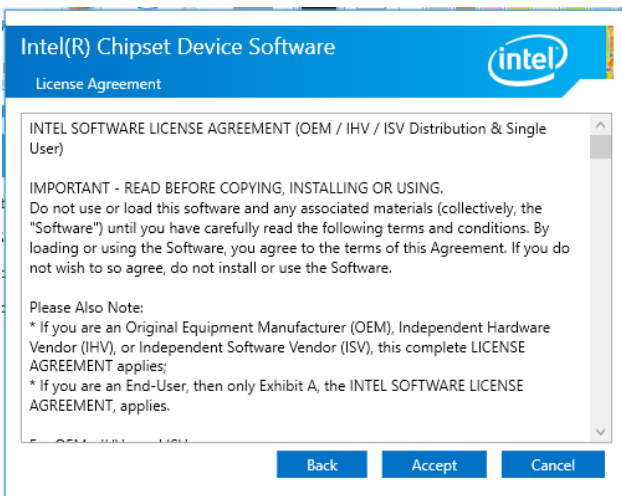 Intel(R) Chipset Device Software
intel
License Agreement
INTEL SOFTWARE LICENSE AGREEMENT (OEM / IHV / ISV Distribution & Single
User)
IMPORTANT - READ BEFORE COPYING, INSTALLING OR USING.
Do not use or load this software and any associated materials (collectively, the
"Software") until you have carefully read the following terms and conditions. By
loading or using the Software, you agree to the terms of this Agreement. If you do
not wish to so agree, do not install or use the Software.
Please Also Note:
* If you are an Original Equipment Manufacturer (OEM), Independent Hardware
Vendor (IHV), or Independent Software Vendor (ISV), this complete LICENSE
AGREEMENT applies;
* If you are an End-User, then only Exhibit A, the INTEL SOFTWARE LICENSE
AGREEMENT, applies.
Back Accept Cancel